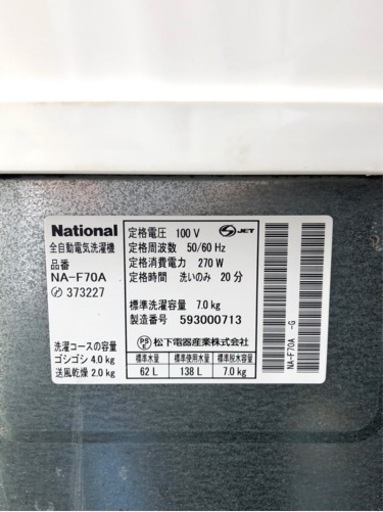 National
全自動電気洗濯機
品番
NA-F70A
373227
洗濯コースの容量
ゴシゴシ 4.0 kg
送風乾燥 2.0 kg
定格電圧 100 V
定格周波数 50/60 Hz
定格消費電力 270 W
定格時間 洗いのみ 20 分
標準洗濯容量 7.0 kg
製造番号 593000713
PS E 松下電器産業株式会社
標準水量 標準使用水量 標準脱水容量
62 L 138 L 7.0 kg
JET
NA-F70A -G